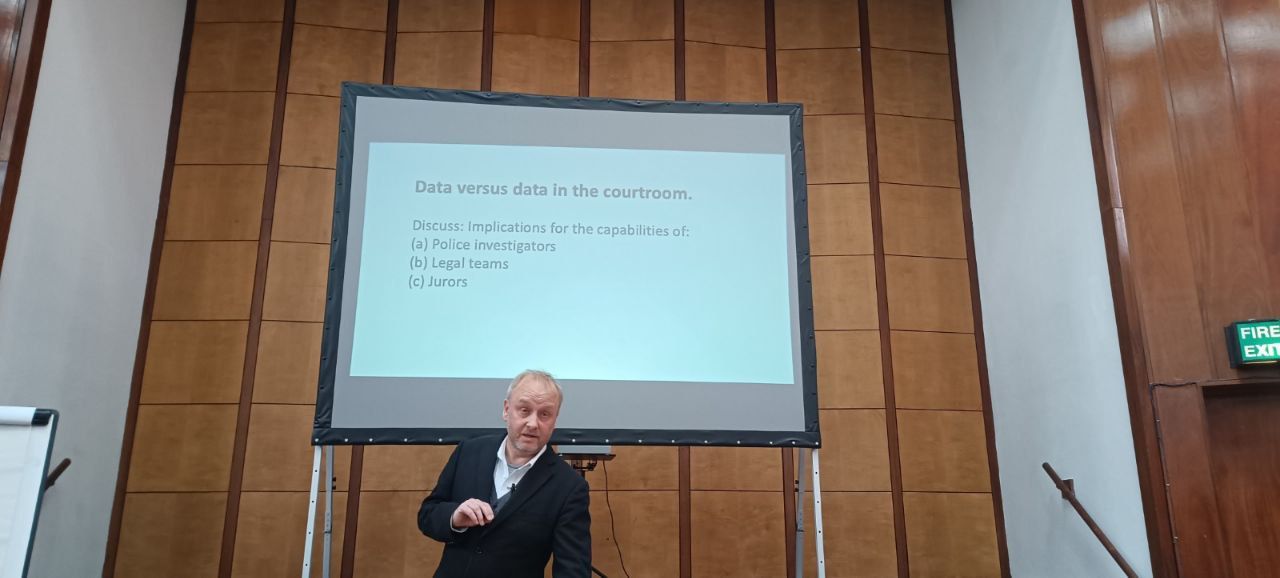 Data versus data in the courtroom.
Discuss: Implications for the capabilities of:
(a) Police investigators
(b) Legal teams
(c) Jurors
FIRE
EXIT